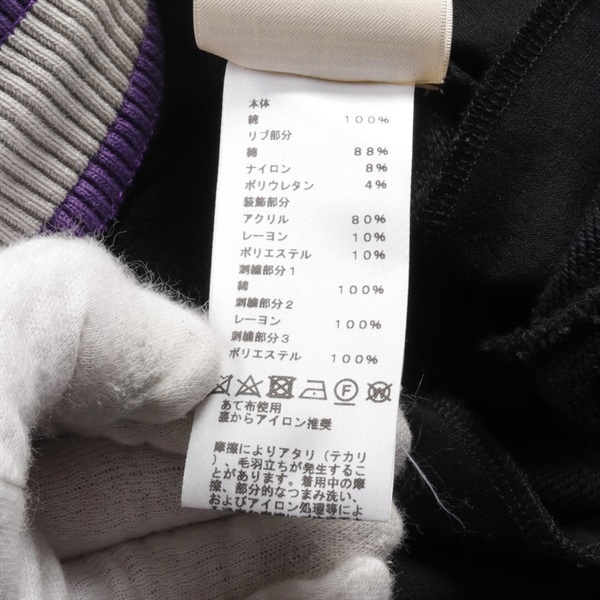 本体
綿 100%
リブ部分
綿 88%
ナイロン 8%
ポリウレタン 4%
装飾部分
アクリル 80%
レーヨン 10%
ポリエステル 10%
刺繍部分1
綿 100%
刺繍部分2
レーヨン 100%
刺繍部分3
ポリエステル 100%
F W
あて布使用
裏からアイロン推奨
摩擦によりアタリ(テカリ
)、毛羽立ちが発生するこ
とがあります。着用中の摩
擦、部分的なつまみ洗い、
およびアイロン処理等によ